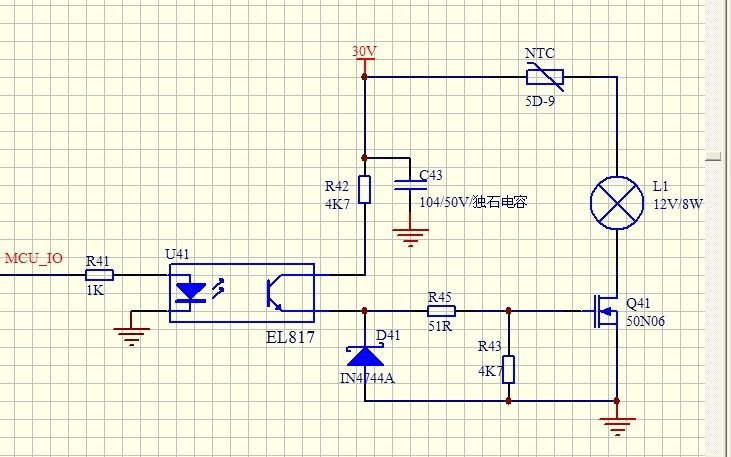 30V
NTC
5D-9
R42
4K7
C43
104/50V/独石电容
L1
12V/8W
MCU_IO
R41
1K
U41
EL817
R45
51R
Q41
50N06
D41
IN4744A
R43
4K7